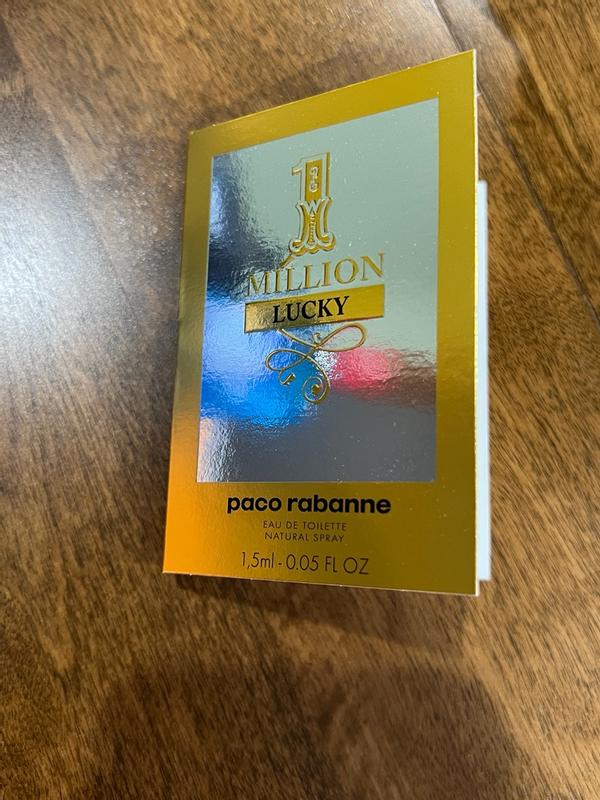 1
MILLION
LUCKY
paco rabanne
EAU DE TOILETTE
NATURAL SPRAY
1,5ml - 0.05 FL OZ